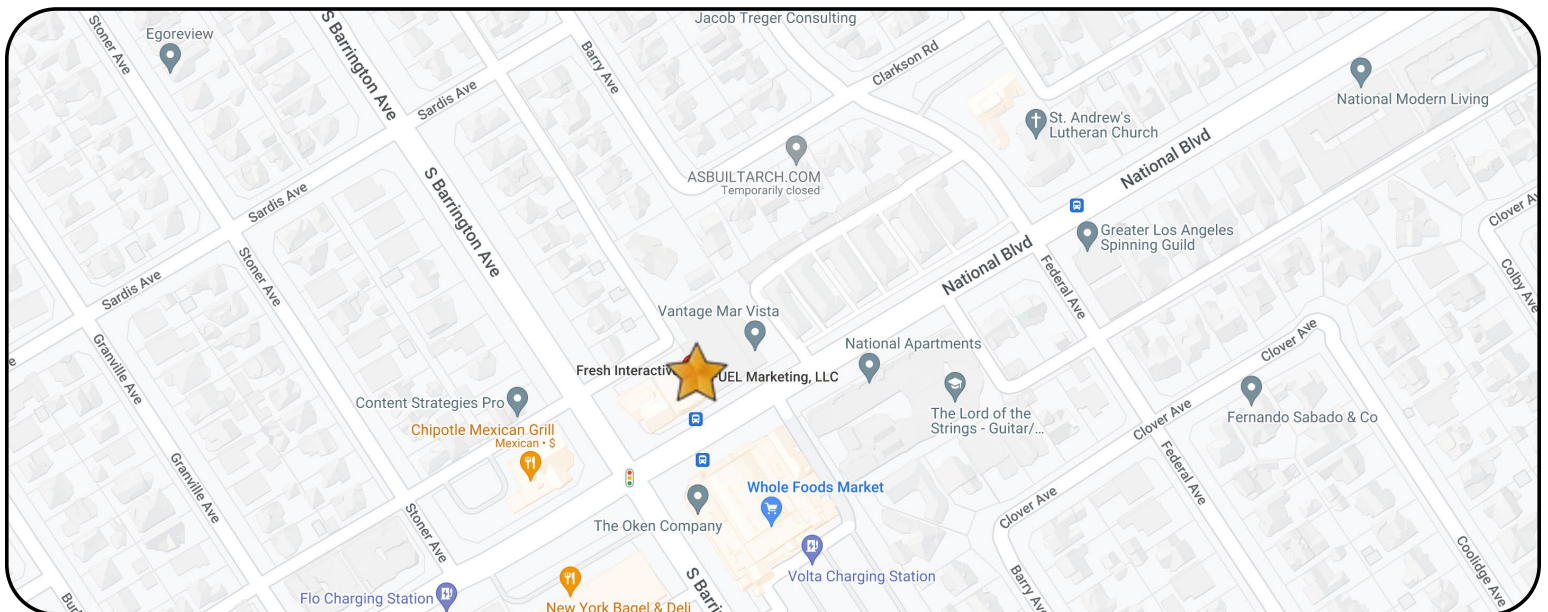 Jacob Treger Consulting
Stoner Ave
S Barrington Ave
Egoreview
Barry Ave
Clarkson Rd
Sardis Ave
National Modern Living
St. Andrew's
Lutheran Church
National Blvd
ASBUILTARCH.COM
Temporarily closed
S Barrington Ave
Sardis Ave
Clover
Greater Los Angeles
Spinning Guild
National Blvd
Stoner Ave
Federal Ave
Colby Ave
Sardis Ave
Vantage Mar Vista
Granville Ave
National Apartments
Clover Ave
Fresh Interactive
UEL Marketing, LLC
Content Strategies Pro
The Lord of the
Strings - Guitar/...
Fernando Sabado & Co
Clover Ave
Chipotle Mexican Grill
Mexican • $
Granville Ave
Federal Ave
Whole Foods Market
Clover Ave
The Oken Company
Stoner Ave
Volta Charging Station
Coolidge Ave
Barry Ave
Flo Charging Station
S Barri
New York Bagel & Deli